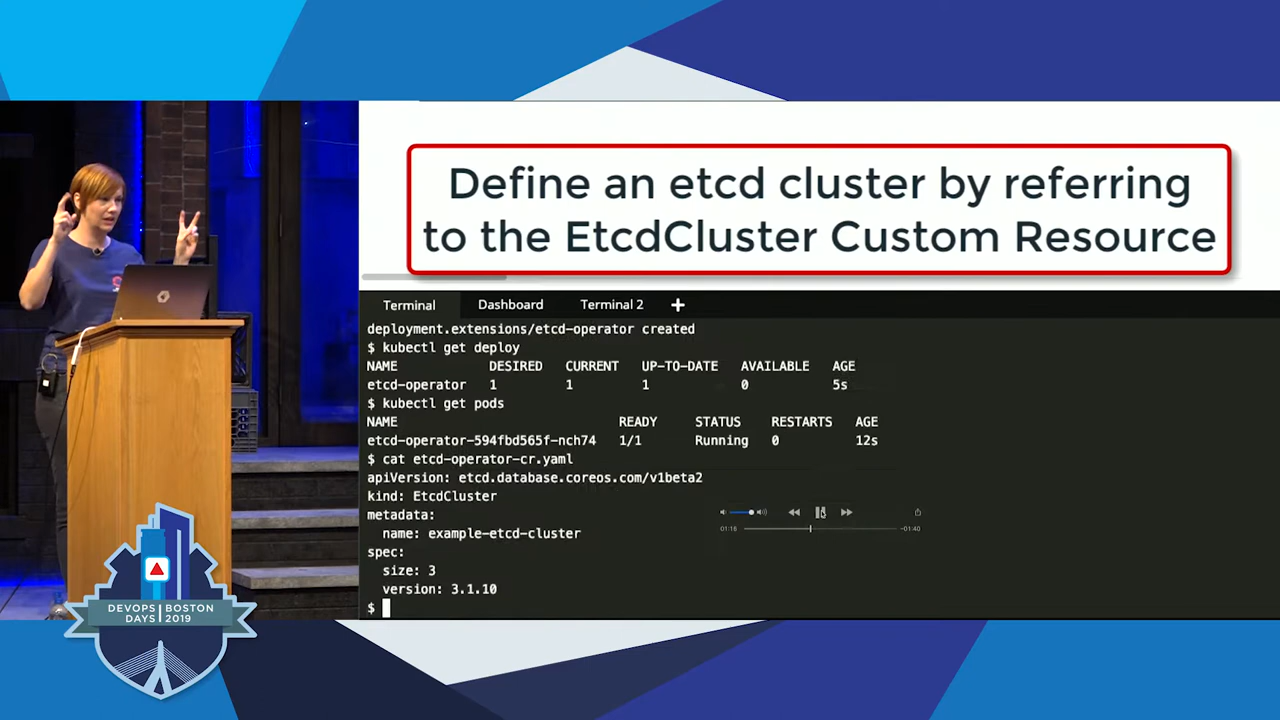 Define an etcd cluster by referring
to the EtcdCluster Custom Resource
Terminal Dashboard Terminal 2 +
deployment.extensions/etcd-operator created
$ kubectl get deploy
NAME DESIRED CURRENT UP-TO-DATE AVAILABLE AGE
etcd-operator 1 1 1 0 5s
$ kubectl get pods
NAME READY STATUS RESTARTS AGE
etcd-operator-594fbd565f-nch74 1/1 Running 0 12s
$ cat etcd-operator-cr.yaml
apiVersion: etcd.database.coreos.com/v1beta2
kind: EtcdCluster
metadata:
name: example-etcd-cluster
spec:
size: 3
version: 3.1.10
$
01:16 -01:40
DEVOPS BOSTON
DAYS 2019